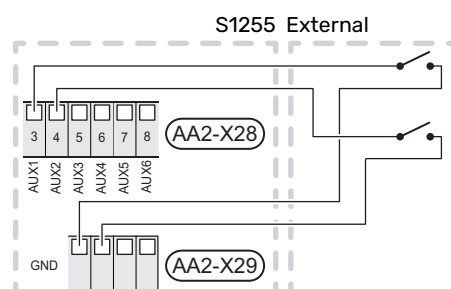 S1255 External
3 4 5 6 7 8
AA2-X28
AUX1 AUX2 AUX3 AUX4 AUX5 AUX6
GND
AA2-X29